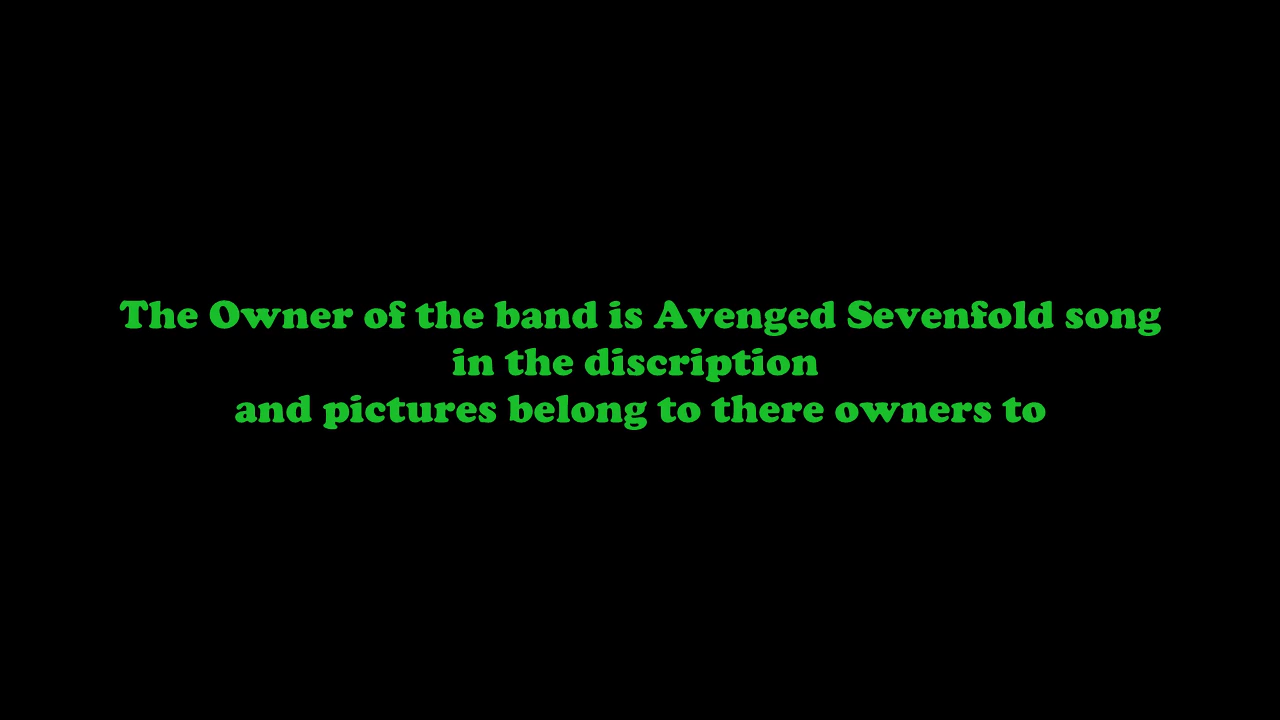 The Owner of the band is Avenged Sevenfold song
in the discription
and pictures belong to there owners to